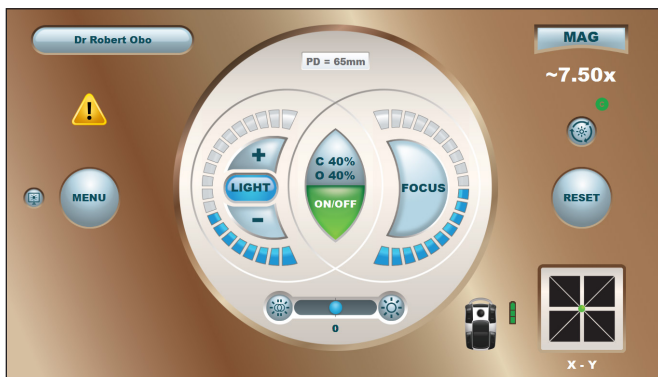 Dr Robert Obo
MAG
PD = 65mm
~7.50x
+
C 40%
O 40%
LIGHT
ON/OFF
FOCUS
MENU
RESET
−
0
X - Y